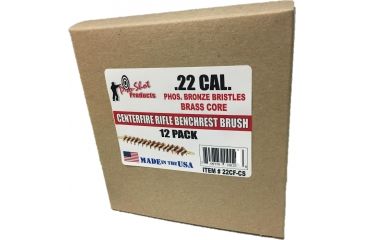 Pro-Shot
Products
.22 CAL.
PHOS. BRONZE BRISTLES
BRASS CORE
CENTERFIRE RIFLE BENCHREST BRUSH
12 PACK
MADE IN THE USA
ITEM # 22CF-CS